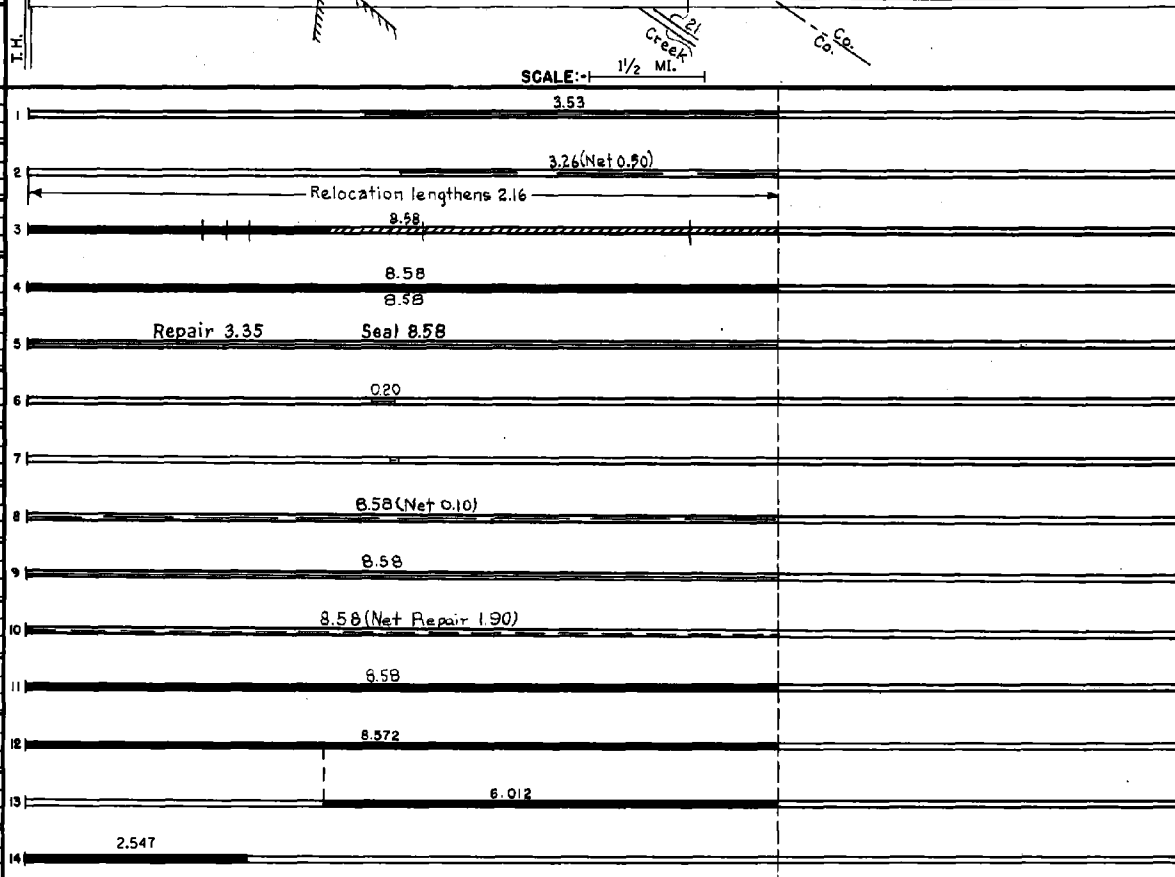 T.H.
21
Creek
Co.
Co.
SCALE:- 1½ MI.
1
3.53
2
3.26(Net 0.50)
Relocation lengthens 2.16
3
8.58
4
8.58
8.58
5
Repair 3.35 Seal 8.58
6
0.20
7
8
8.58(Net 0.10)
9
8.58
10
8.58(Net Repair 1.90)
11
8.58
12
8.572
13
6.012
14
2.547